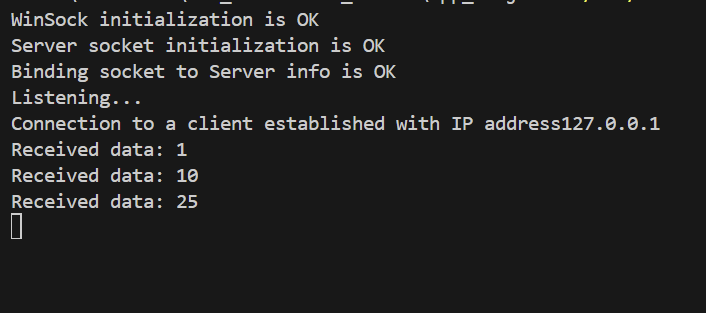 WinSock initialization is OK
Server socket initialization is OK
Binding socket to Server info is OK
Listening...
Connection to a client established with IP address127.0.0.1
Received data: 1
Received data: 10
Received data: 25